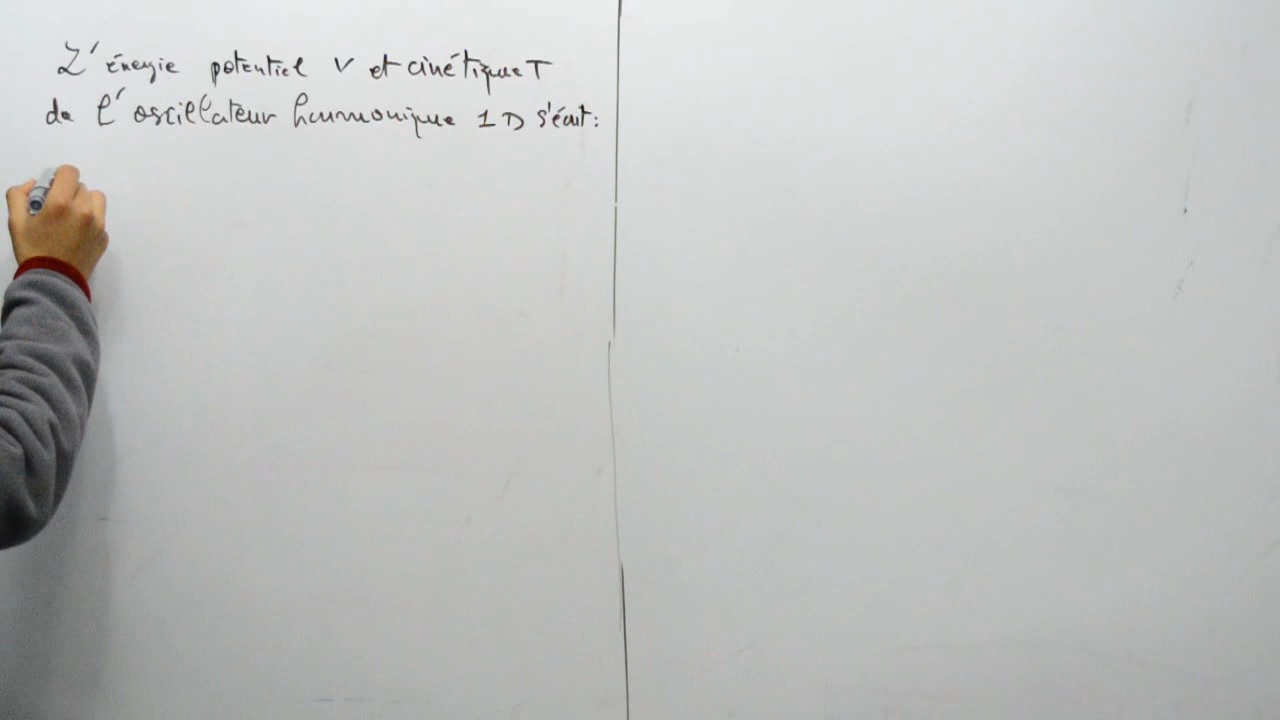 L'énergie potentiel V et cinétique T
de l'oscillateur harmonique 1D s'écrit: